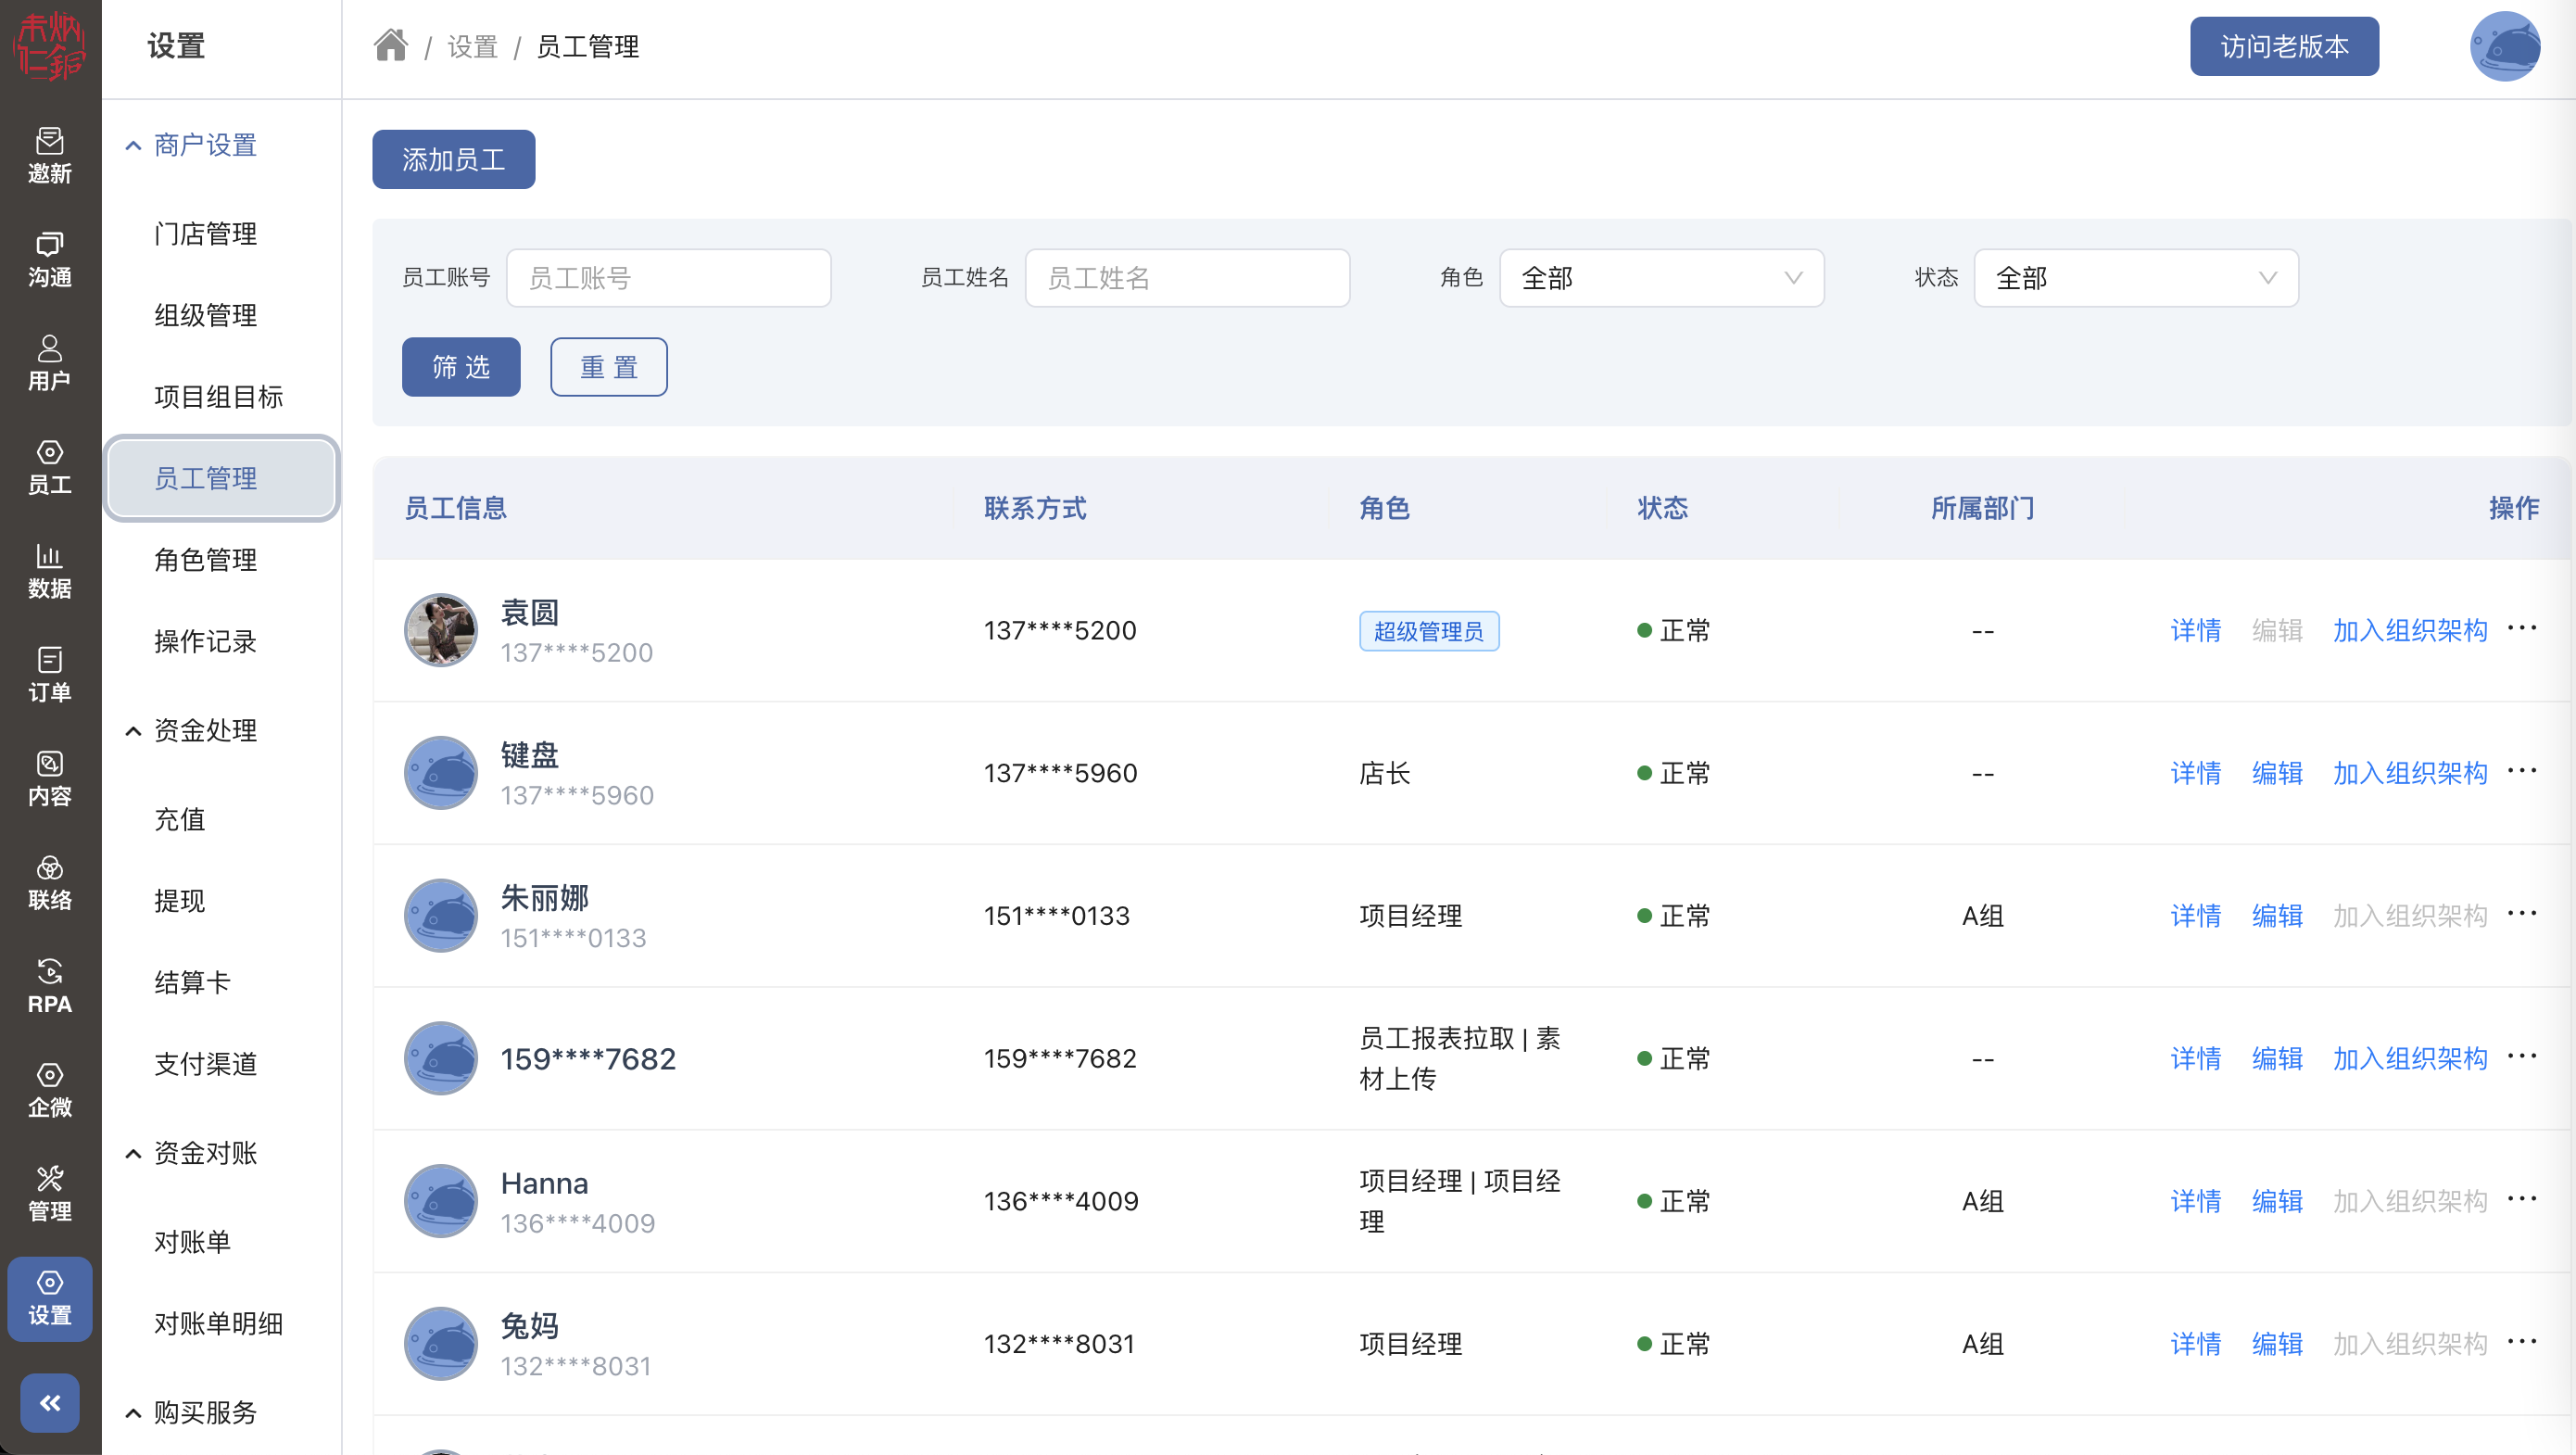 设置
/ 设置 / 员工管理
访问老版本
邀新
沟通
用户
员工
数据
订单
内容
联络
RPA
企微
管理
设置
商户设置
门店管理
组级管理
项目组目标
员工管理
角色管理
操作记录
资金处理
充值
提现
结算卡
支付渠道
资金对账
对账单
对账单明细
购买服务
添加员工
员工账号 员工账号 员工姓名 员工姓名 角色 全部 状态 全部
筛 选 重 置
员工信息 联系方式 角色 状态 所属部门 操作
袁圆
137****5200
137****5200 超级管理员 正常 -- 详情 编辑 加入组织架构 ···
键盘
137****5960
137****5960 店长 正常 -- 详情 编辑 加入组织架构 ···
朱丽娜
151****0133
151****0133 项目经理 正常 A组 详情 编辑 加入组织架构 ···
159****7682
159****7682 员工报表拉取 | 素
材上传
正常 -- 详情 编辑 加入组织架构 ···
Hanna
136****4009
136****4009 项目经理 | 项目经
理
正常 A组 详情 编辑 加入组织架构 ···
兔妈
132****8031
132****8031 项目经理 正常 A组 详情 编辑 加入组织架构 ···